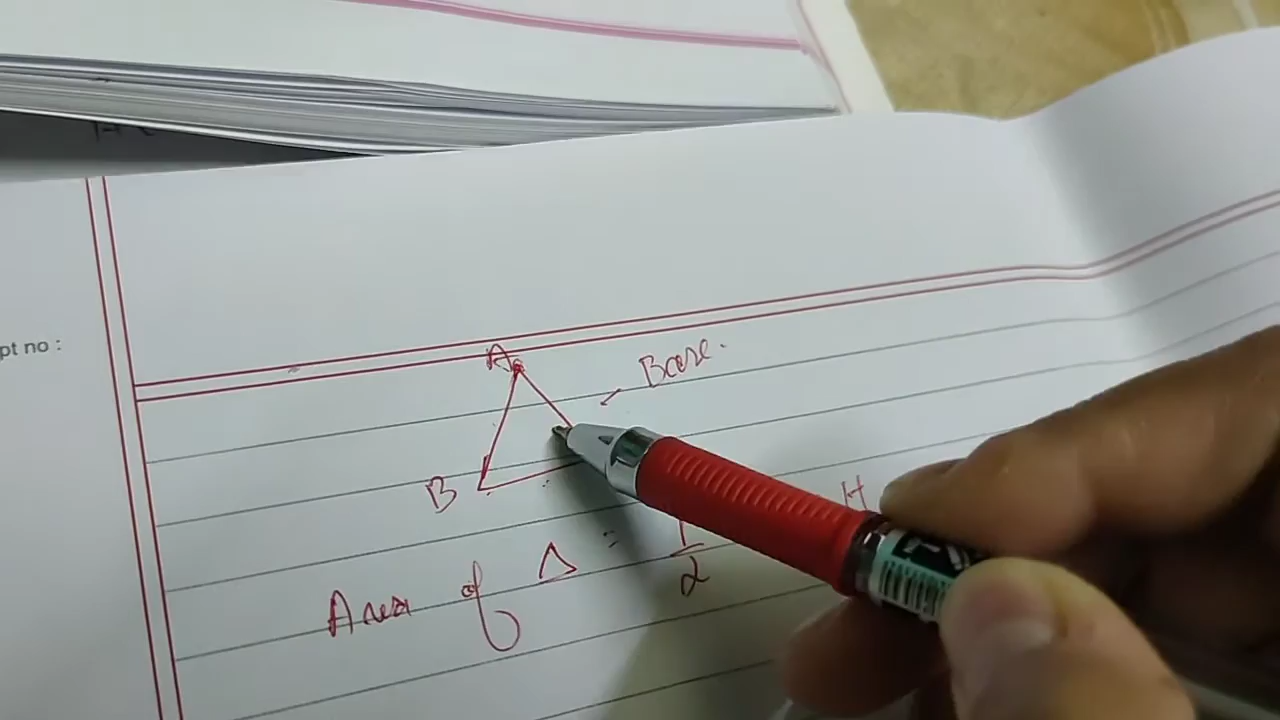 pt no :
A
Base.
B
H
Area of Δ = 1/2